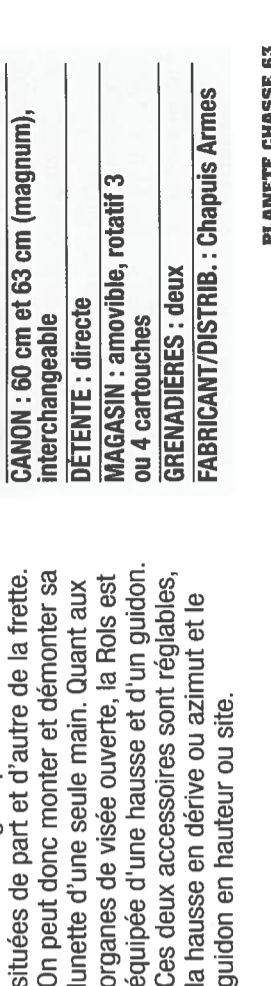 situées de part et d'autre de la frette.
On peut donc monter et démonter sa
lunette d'une seule main. Quant aux
organes de visée ouverte, la Rols est
équipée d'une hausse et d'un guidon.
Ces deux accessoires sont réglables,
la hausse en dérive ou azimut et le
guidon en hauteur ou site.
CANON : 60 cm et 63 cm (magnum),
interchangeable
DÉTENTE : directe
MAGASIN : amovible, rotatif 3
ou 4 cartouches
GRENADIÈRES : deux
FABRICANT/DISTRIB. : Chapuis Armes
PLANETE CHASSE 63